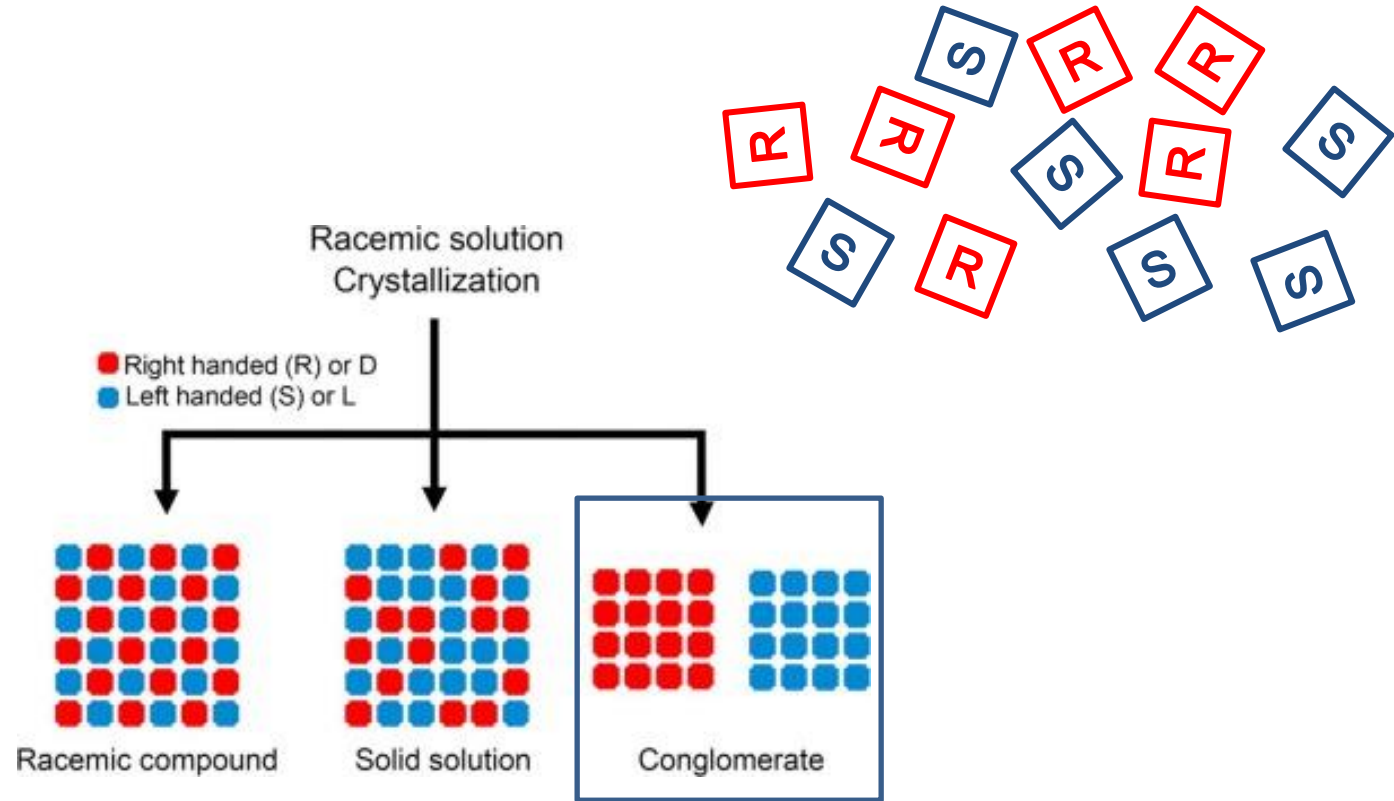 S R R
R R S R S
S R S S
Racemic solution
Crystallization
Right handed (R) or D
Left handed (S) or L
Racemic compound
Solid solution
Conglomerate